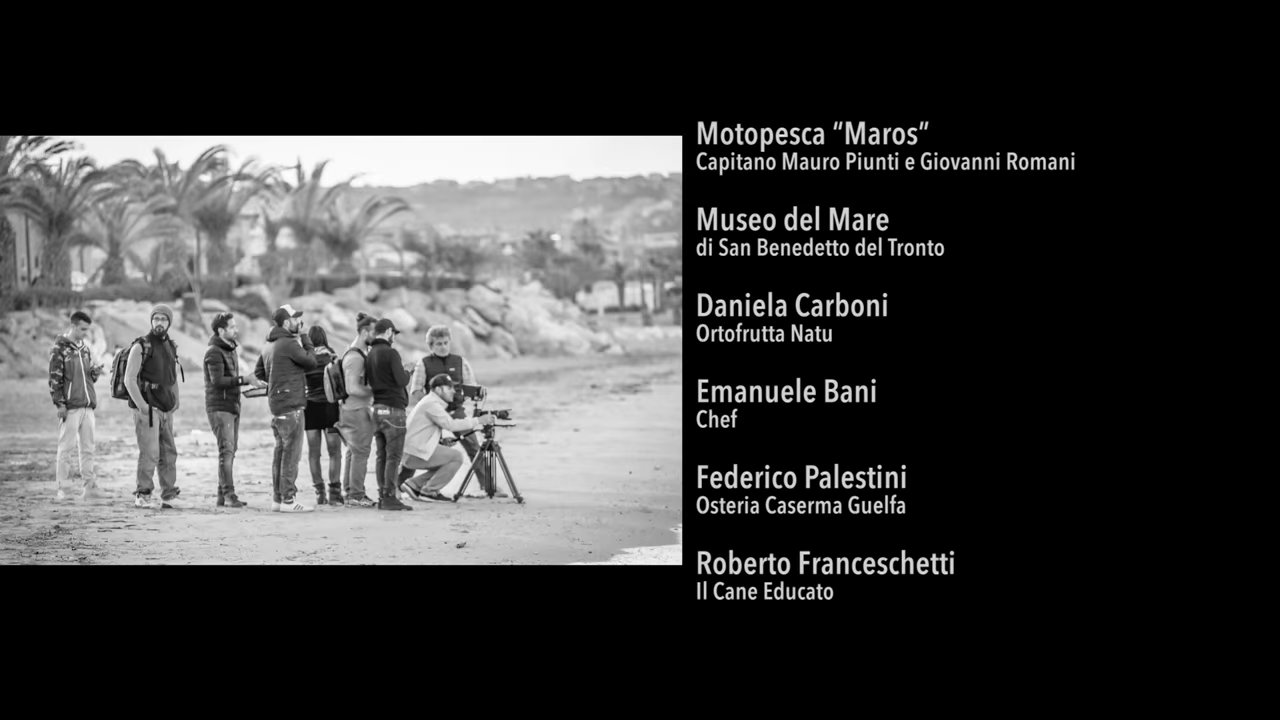 Motopesca “Maros”
Capitano Mauro Piunti e Giovanni Romani
Museo del Mare
di San Benedetto del Tronto
Daniela Carboni
Ortofrutta Natu
Emanuele Bani
Chef
Federico Palestini
Osteria Caserma Guelfa
Roberto Franceschetti
Il Cane Educato